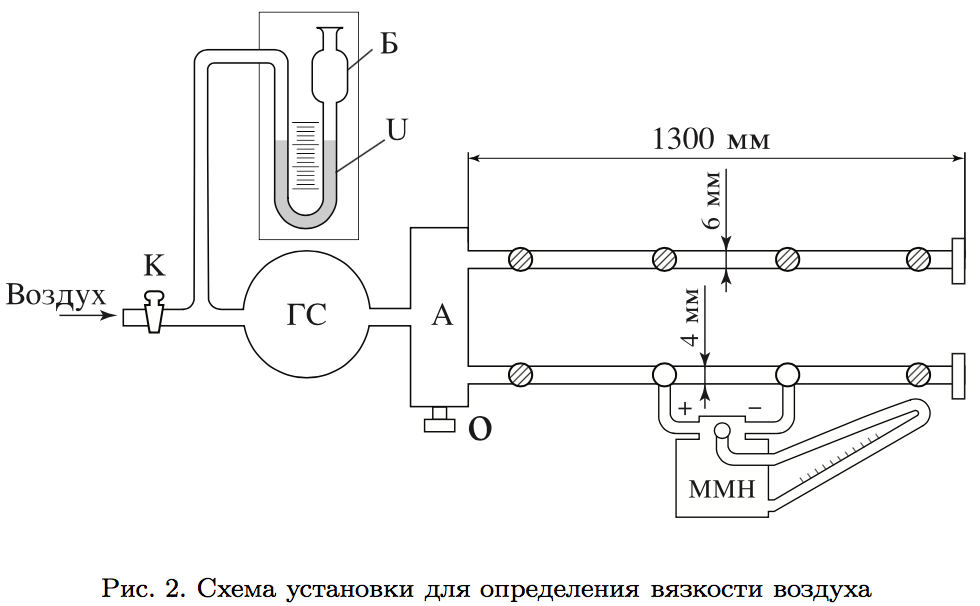 Б
U
1300 мм
6 мм
К
Воздух
ГС
А
4 мм
+
−
О
ММН
Рис. 2. Схема установки для определения вязкости воздуха